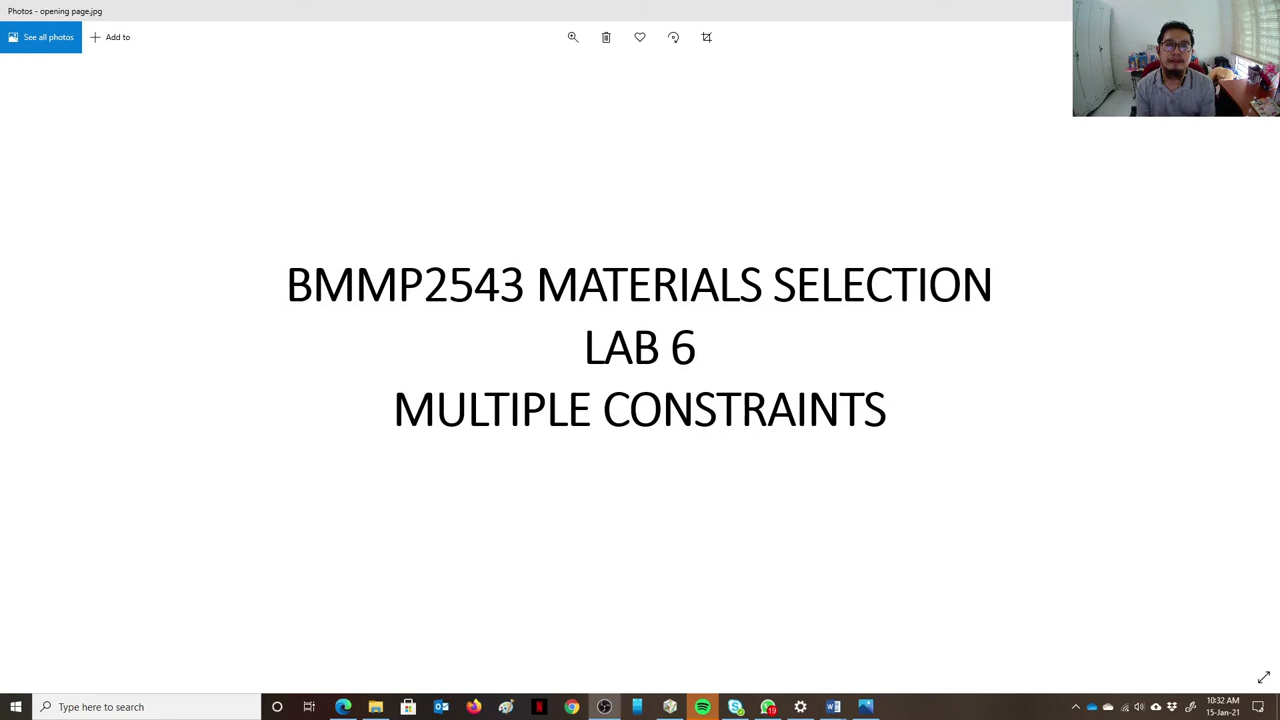 Photos - opening page.jpg
See all photos
Add to
BMMP2543 MATERIALS SELECTION
LAB 6
MULTIPLE CONSTRAINTS
Type here to search
19
10:32 AM
15-Jan-21